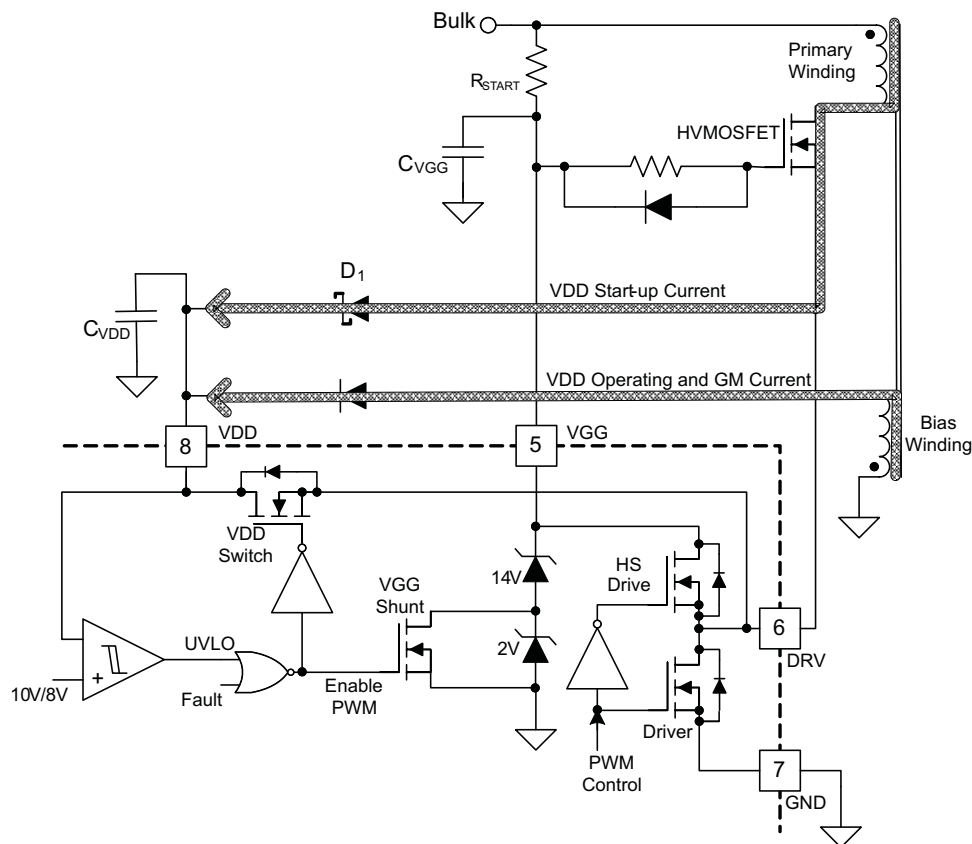 Bulk
Primary
Winding
RSTART
HVMOSFET
CVGG
D1
VDD Start-up Current
CVDD
VDD Operating and GM Current
8
VDD
5
VGG
Bias
Winding
VDD
Switch
14V
HS
Drive
VGG
Shunt
2V
6
DRV
UVLO
10V/8V
+
Fault
Enable
PWM
Driver
PWM
Control
7
GND